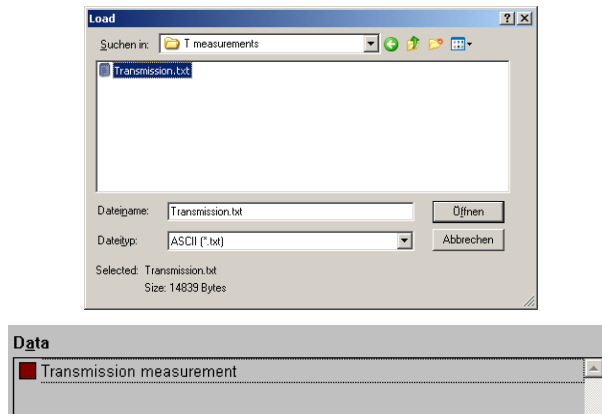 Load
Suchen in: T measurements
Transmission.txt
Dateiname: Transmission.txt Öffnen
Dateityp: ASCII (*.txt) Abbrechen
Selected: Transmission.txt
Size: 14839 Bytes
Data
Transmission measurement